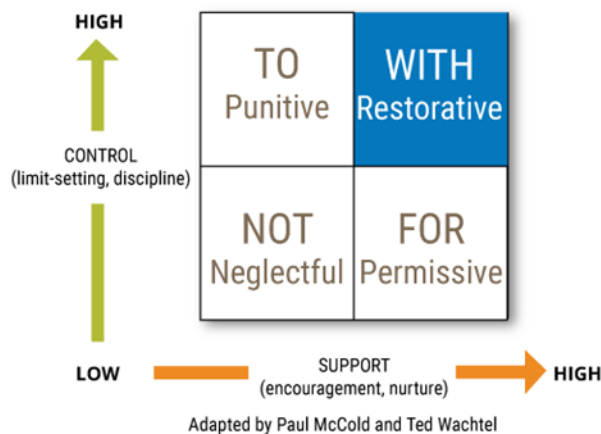 HIGH
TO
Punitive
WITH
Restorative
CONTROL
(limit-setting, discipline)
NOT
Neglectful
FOR
Permissive
LOW
SUPPORT
(encouragement, nurture)
HIGH
Adapted by Paul McCold and Ted Wachtel